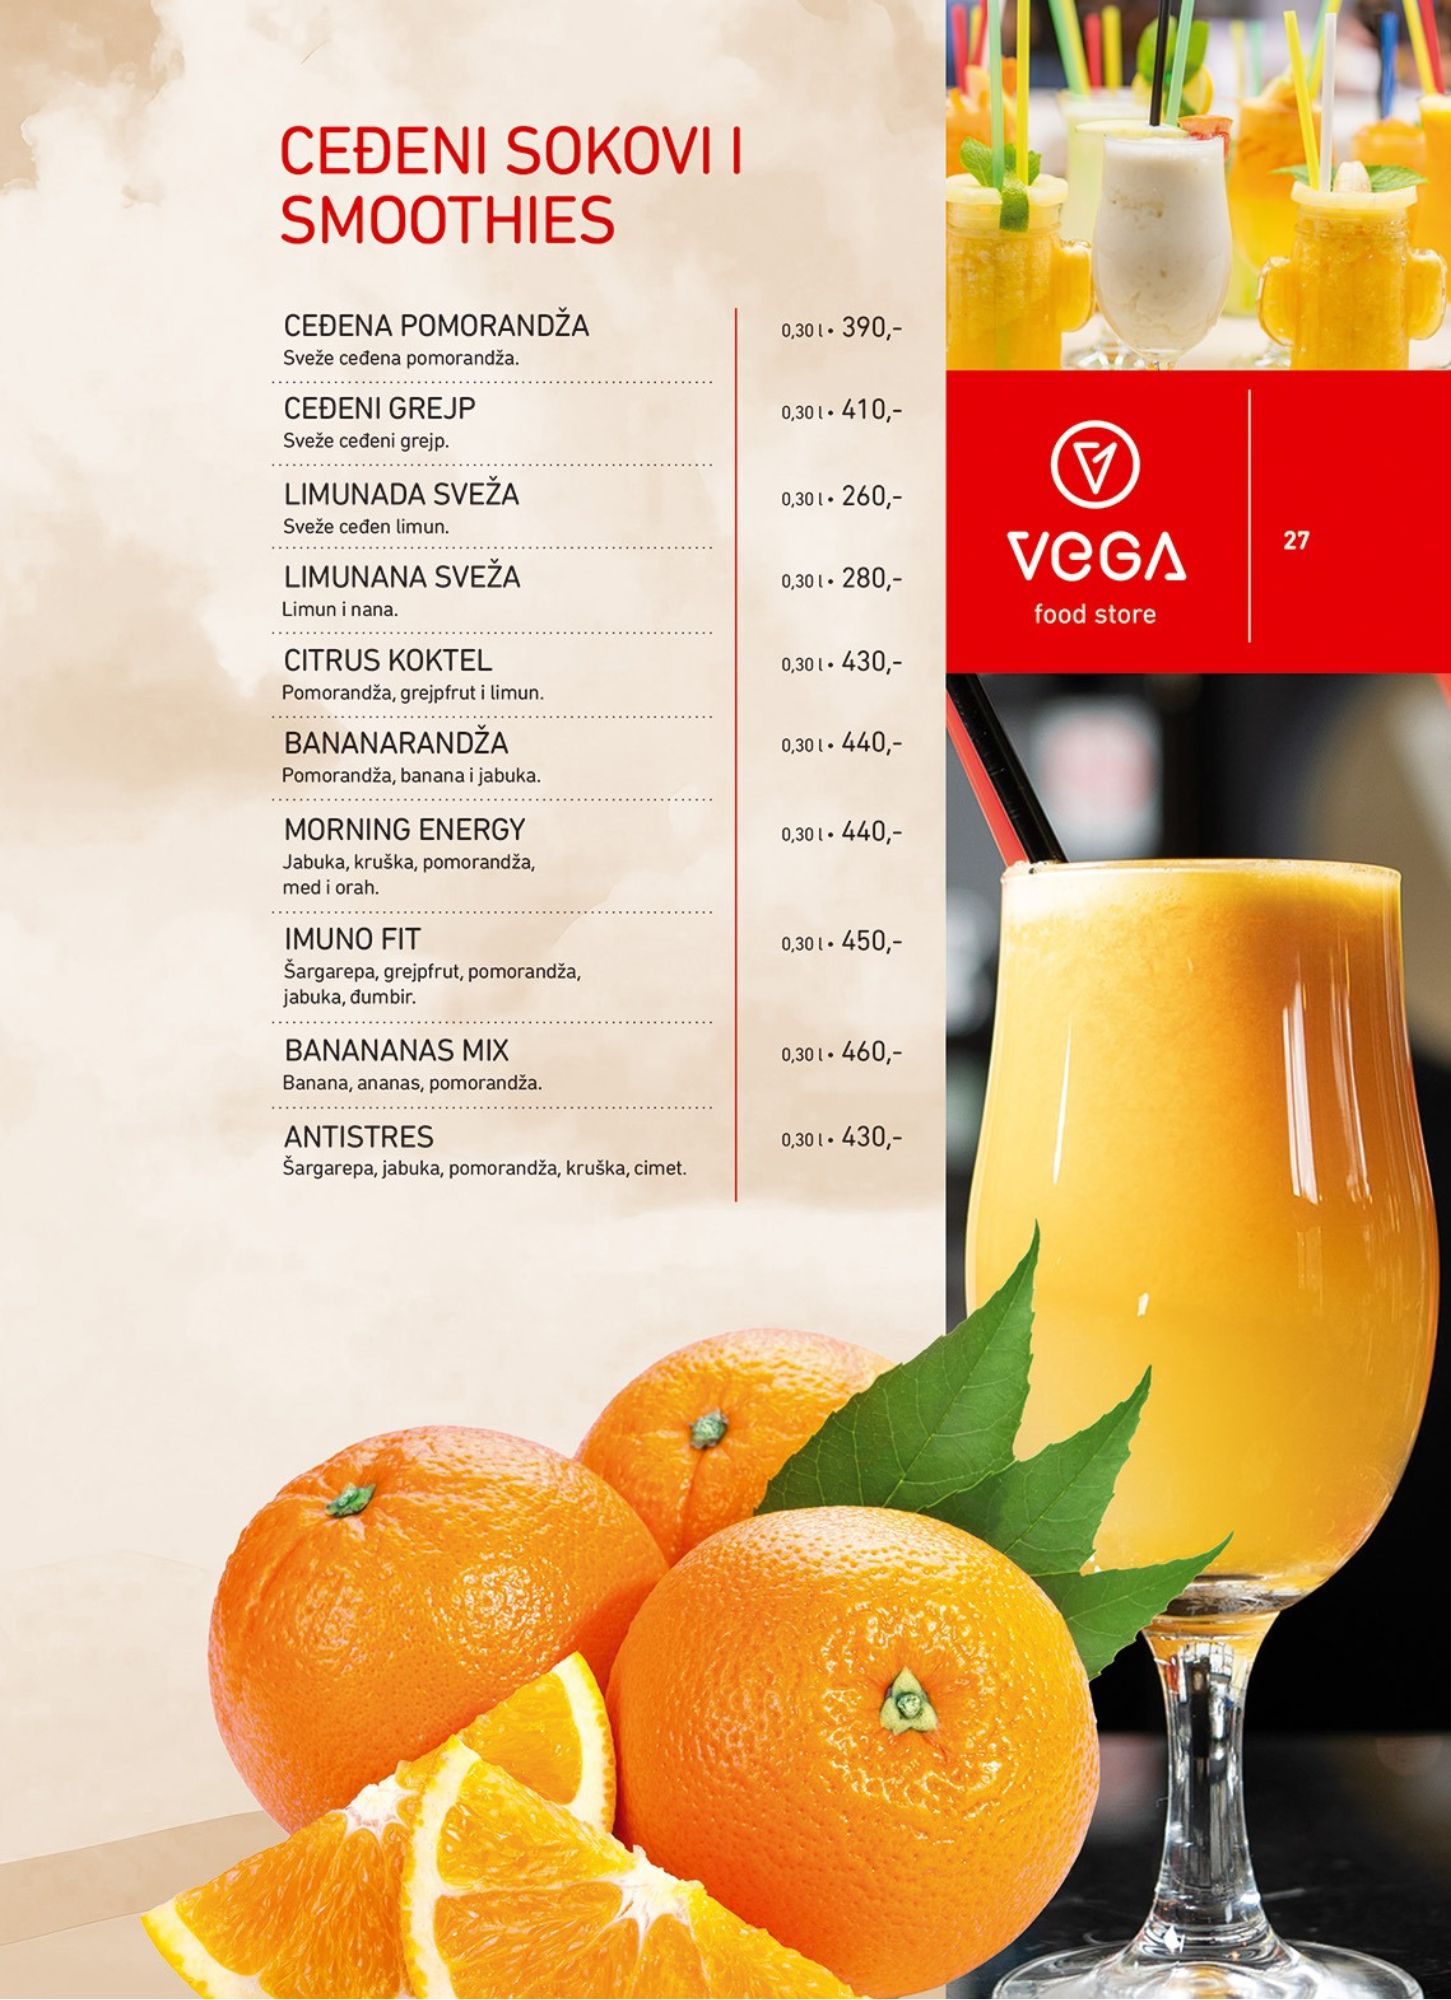 CEĐENI SOKOVI I
SMOOTHIES
CEĐENA POMORANDŽA 0,30 l • 390,-
Sveže ceđena pomorandža.
CEĐENI GREJP 0,30 l • 410,-
Sveže ceđeni grejp.
LIMUNADA SVEŽA 0,30 l • 260,-
Sveže ceđen limun.
LIMUNANA SVEŽA 0,30 l • 280,-
Limun i nana.
CITRUS KOKTEL 0,30 l • 430,-
Pomorandža, grejpfrut i limun.
BANANARANDŽA 0,30 l • 440,-
Pomorandža, banana i jabuka.
MORNING ENERGY 0,30 l • 440,-
Jabuka, kruška, pomorandža,
med i orah.
IMUNO FIT 0,30 l • 450,-
Šargarepa, grejpfrut, pomorandža,
jabuka, đumbir.
BANANANAS MIX 0,30 l • 460,-
Banana, ananas, pomorandža.
ANTISTRES 0,30 l • 430,-
Šargarepa, jabuka, pomorandža, kruška, cimet.
VeGA
food store
27